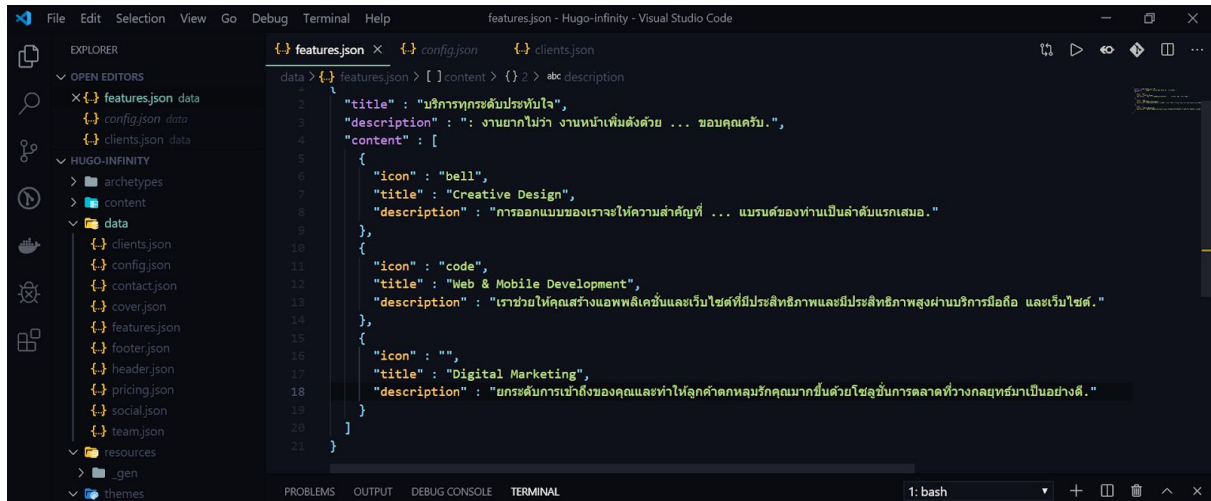 File Edit Selection View Go Debug Terminal Help features.json - Hugo-infinity - Visual Studio Code
EXPLORER
OPEN EDITORS
{..} features.json data
{..} config.json data
{..} clients.json data
HUGO-INFINITY
archetypes
content
data
{..} clients.json
{..} config.json
{..} contact.json
{..} cover.json
{..} features.json
{..} footer.json
{..} header.json
{..} pricing.json
{..} social.json
{..} team.json
resources
_gen
themes
{..} features.json × {..} config.json {..} clients.json
data > {..} features.json > [ ] content > {} 2 > abc description
1 {
2 "title" : "บริการทุกระดับประทับใจ",
3 "description" : ": งานยากไม่ว่า งานหน้าเพิ่มตังด้วย ... ขอบคุณครับ.",
4 "content" : [
5 {
6 "icon" : "bell",
7 "title" : "Creative Design",
8 "description" : "การออกแบบของเราจะให้ความสำคัญที่ ... แบรนด์ของท่านเป็นลำดับแรกเสมอ."
9 },
10 {
11 "icon" : "code",
12 "title" : "Web & Mobile Development",
13 "description" : "เราช่วยให้คุณสร้างแอพพลิเคชั่นและเว็บไซต์ที่มีประสิทธิภาพและมีประสิทธิภาพสูงผ่านบริการมือถือ และเว็บไซต์."
14 },
15 {
16 "icon" : "",
17 "title" : "Digital Marketing",
18 "description" : "ยกระดับการเข้าถึงของคุณและทำให้ลูกค้าตกหลุมรักคุณมากขึ้นด้วยโซลูชั่นการตลาดที่วางกลยุทธ์มาเป็นอย่างดี."
19 }
20 ]
21 }
PROBLEMS OUTPUT DEBUG CONSOLE TERMINAL 1: bash